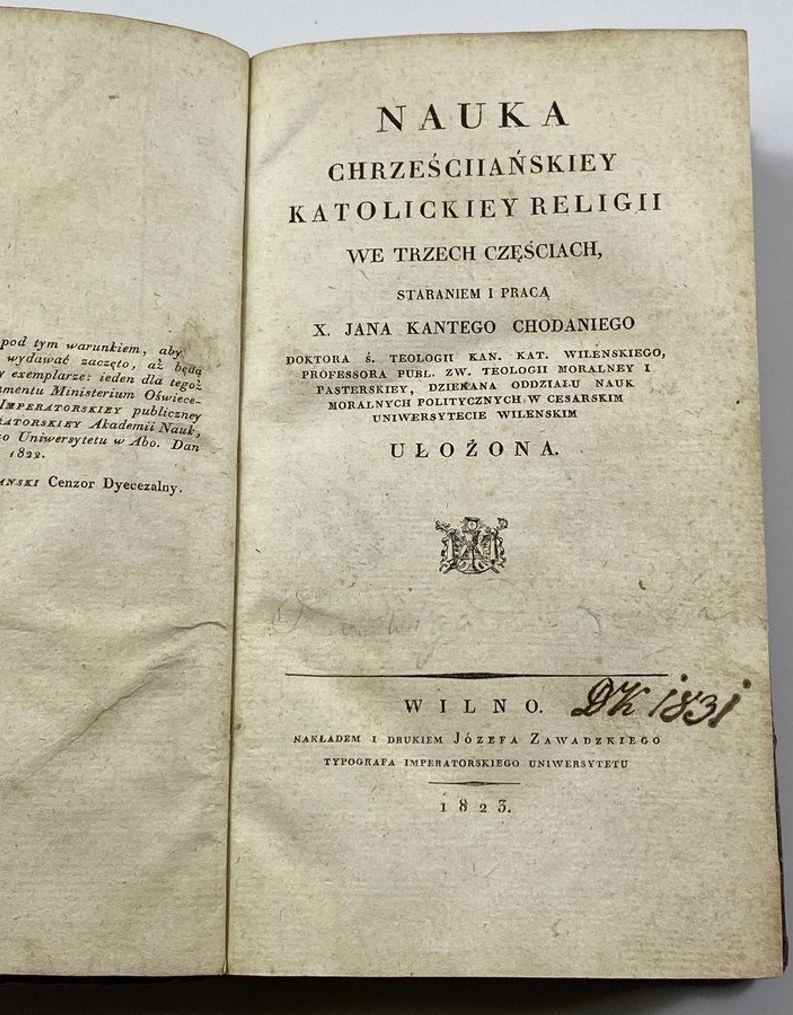 pod tym warunkiem, aby
wydawać zaczęto, aż będą
exemplarze: ieden dla tegoż
Ministerium Oświece-
IMPERATORSKIEY publiczney
Akademii Nauk,
Uniwersytetu w Abo. Dan
1822.
Cenzor Dyecezalny.
NAUKA
CHRZEŚCIIAŃSKIEY
KATOLICKIEY RELIGII
WE TRZECH CZĘŚCIACH,
STARANIEM I PRACĄ
X. JANA KANTEGO CHODANIEGO
DOKTORA Ś. TEOLOGII KAN. KAT. WILENSKIEGO,
PROFESSORA PUBL. ZW. TEOLOGII MORALNEY I
PASTERSKIEY, DZIEKANA ODDZIAŁU NAUK
MORALNYCH POLITYCZNYCH W CESARSKIM
UNIWERSYTECIE WILENSKIM
UŁOŻONA.
WILNO.
DK 1831
NAKŁADEM I DRUKIEM JÓZEFA ZAWADZKIEGO
TYPOGRAFA IMPERATORSKIEGO UNIWERSYTETU
1823.